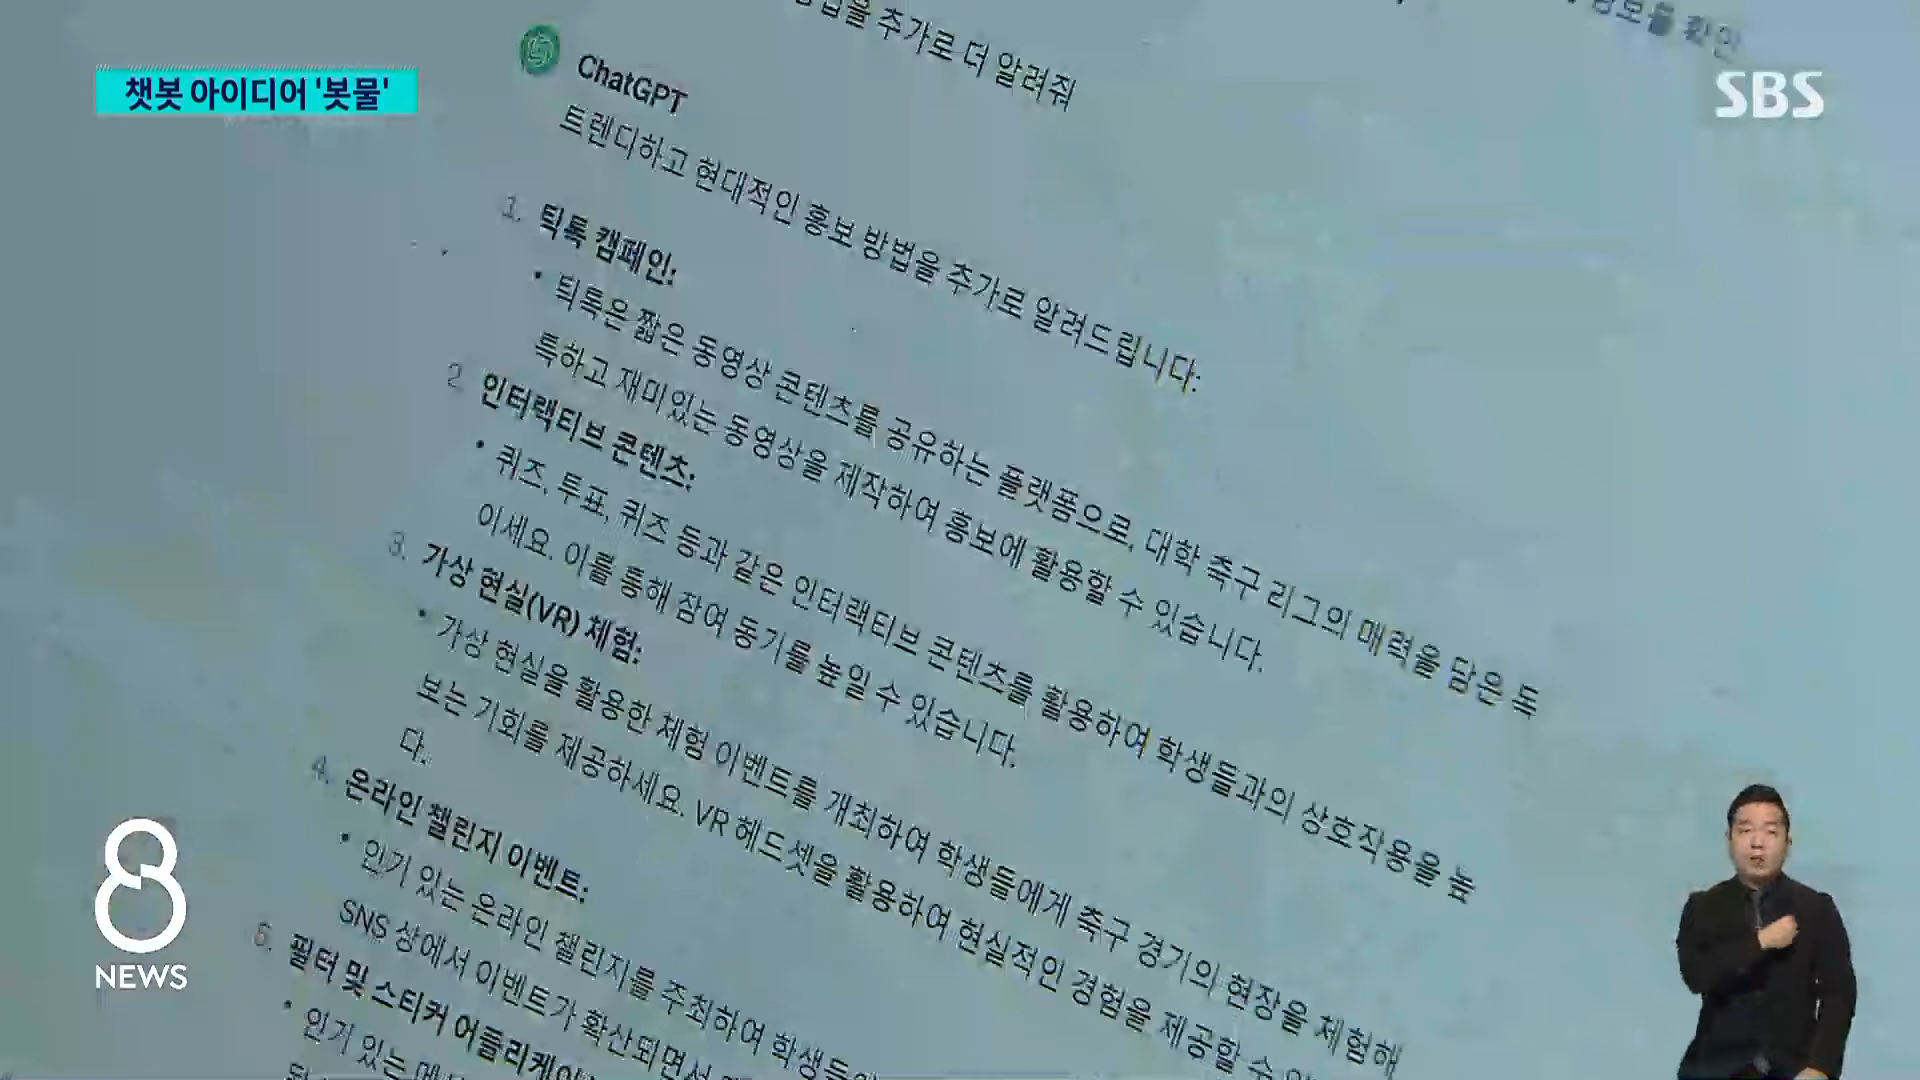 챗봇 아이디어 '봇물'
SBS
추가로 더 알려줘
ChatGPT
트렌디하고 현대적인 홍보 방법을 추가로 알려드립니다:
1. 틱톡 캠페인:
• 틱톡은 짧은 동영상 콘텐츠를 공유하는 플랫폼으로, 대학 축구 리그의 매력을 담은 독
특하고 재미있는 동영상을 제작하여 홍보에 활용할 수 있습니다.
2. 인터랙티브 콘텐츠:
• 퀴즈, 투표, 퀴즈 등과 같은 인터랙티브 콘텐츠를 활용하여 학생들과의 상호작용을 높
이세요. 이를 통해 참여 동기를 높일 수 있습니다.
3. 가상 현실(VR) 체험:
• 가상 현실을 활용한 체험 이벤트를 개최하여 학생들에게 축구 경기의 현장을 체험해
보는 기회를 제공하세요. VR 헤드셋을 활용하여 현실적인 경험을 제공할 수
다.
4. 온라인 챌린지 이벤트:
• 인기 있는 온라인 챌린지를 주최하여
SNS 상에서 이벤트가 확산되면서
5. 필터 및 스티커
• 인기 있는
8
NEWS